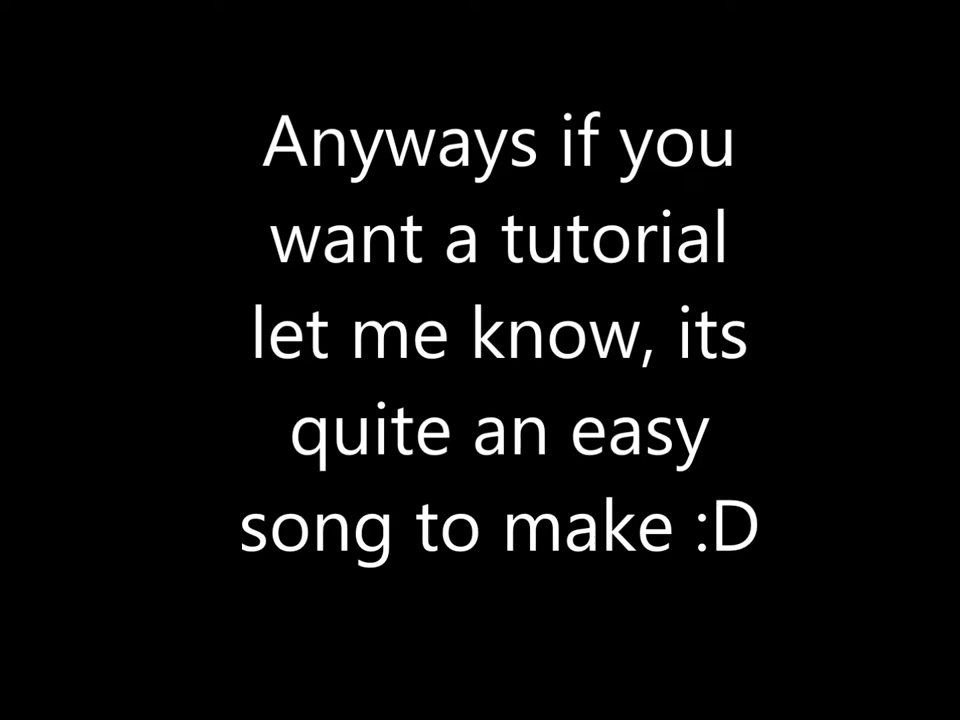 Anyways if you
want a tutorial
let me know, its
quite an easy
song to make :D